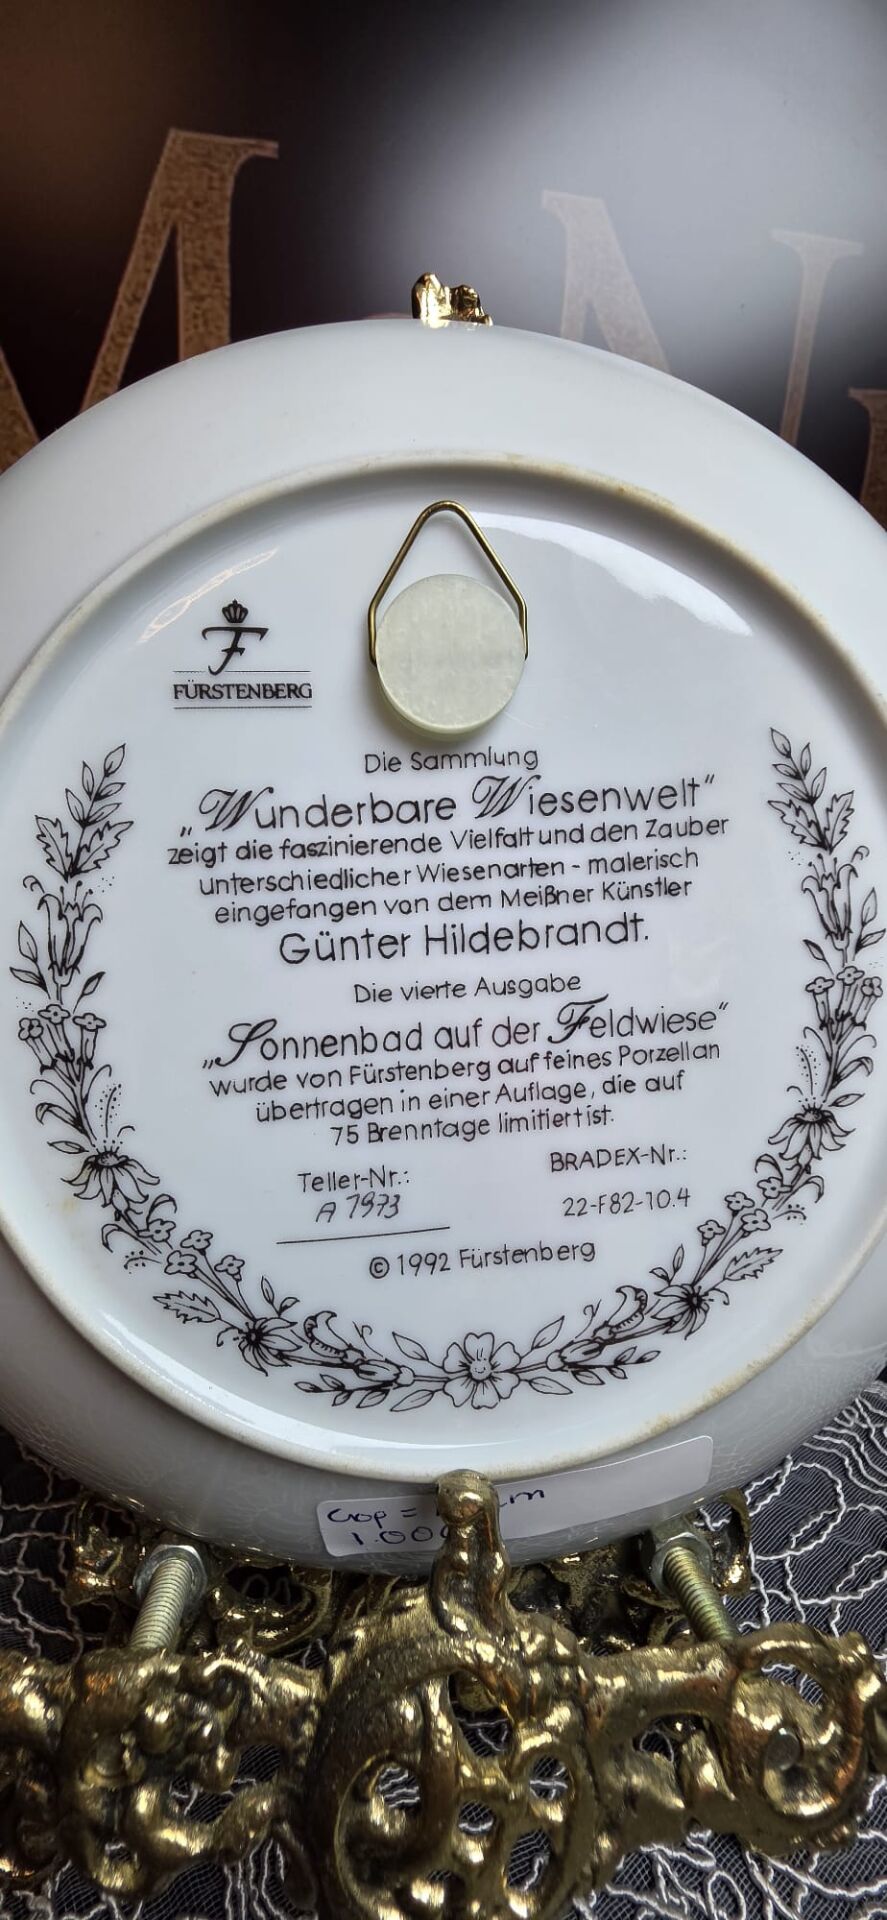 F
FÜRSTENBERG
Die Sammlung
„Wunderbare Wiesenwelt“
zeigt die faszinierende Vielfalt und den Zauber
unterschiedlicher Wiesenarten - malerisch
eingefangen von dem Meißner Künstler
Günter Hildebrandt.
Die vierte Ausgabe
„Sonnenbad auf der Feldwiese“
wurde von Fürstenberg auf feines Porzellan
übertragen in einer Auflage, die auf
75 Brenntage limitiert ist.
Teller-Nr.:
A 7973
BRADEX-Nr.:
22-F82-10.4
© 1992 Fürstenberg